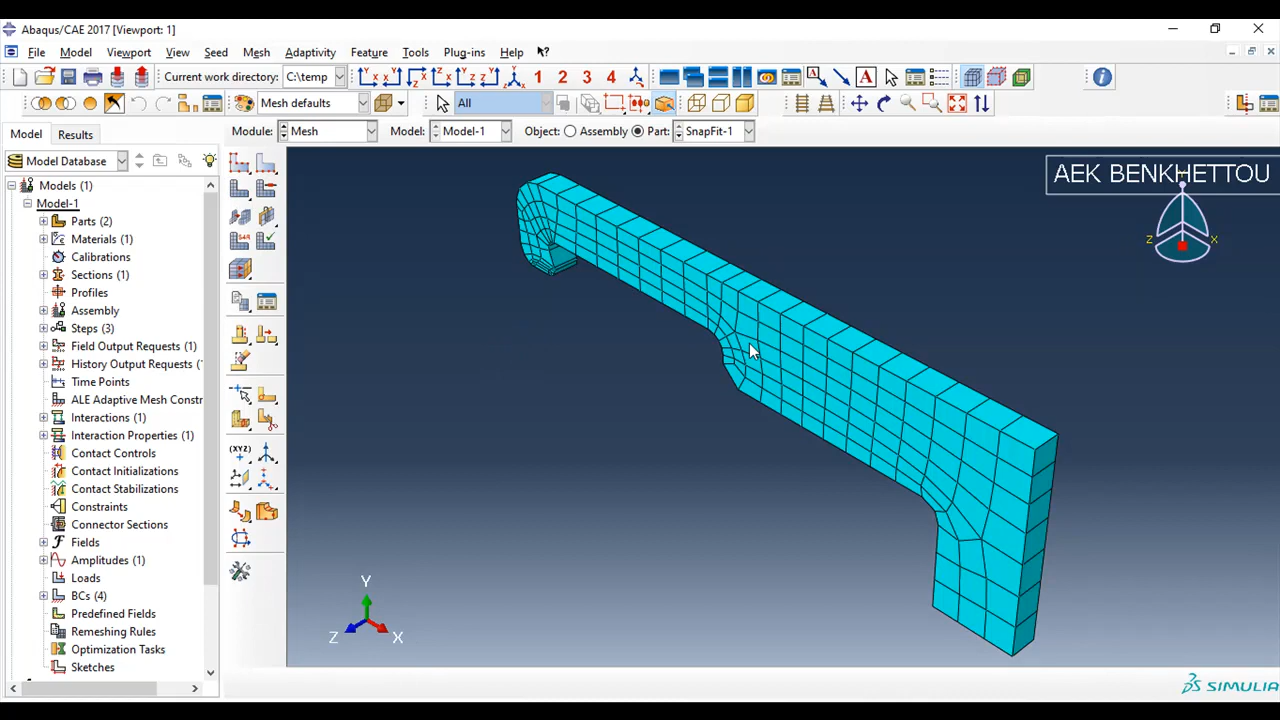 Abaqus/CAE 2017 [Viewport: 1]
File Model Viewport View Seed Mesh Adaptivity Feature Tools Plug-ins Help
Current work directory: C:\temp 1 2 3 4 A A i
Mesh defaults All
Model Results Module: Mesh Model: Model-1 Object: Assembly Part: SnapFit-1
Model Database
Models (1)
Model-1
Parts (2)
Materials (1)
Calibrations
Sections (1)
Profiles
Assembly
Steps (3)
Field Output Requests (1)
History Output Requests (
Time Points
ALE Adaptive Mesh Constr
Interactions (1)
Interaction Properties (1)
Contact Controls
Contact Initializations
Contact Stabilizations
Constraints
Connector Sections
Fields
Amplitudes (1)
Loads
BCs (4)
Predefined Fields
Remeshing Rules
Optimization Tasks
Sketches
(XYZ)
AEK BENKHETTOU
Z X
Y
Z X
SIMULIA